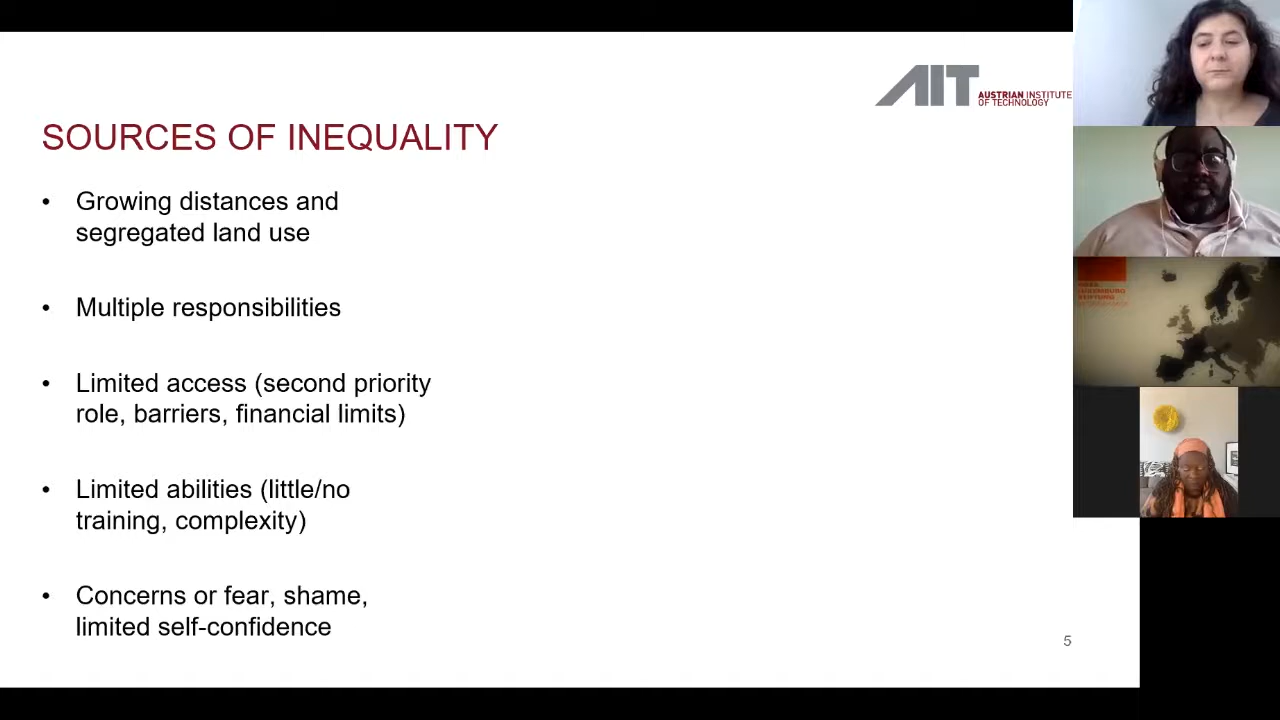 AIT
AUSTRIAN INSTITUTE
OF TECHNOLOGY
SOURCES OF INEQUALITY
• Growing distances and
segregated land use
• Multiple responsibilities
• Limited access (second priority
role, barriers, financial limits)
• Limited abilities (little/no
training, complexity)
• Concerns or fear, shame,
limited self-confidence
5